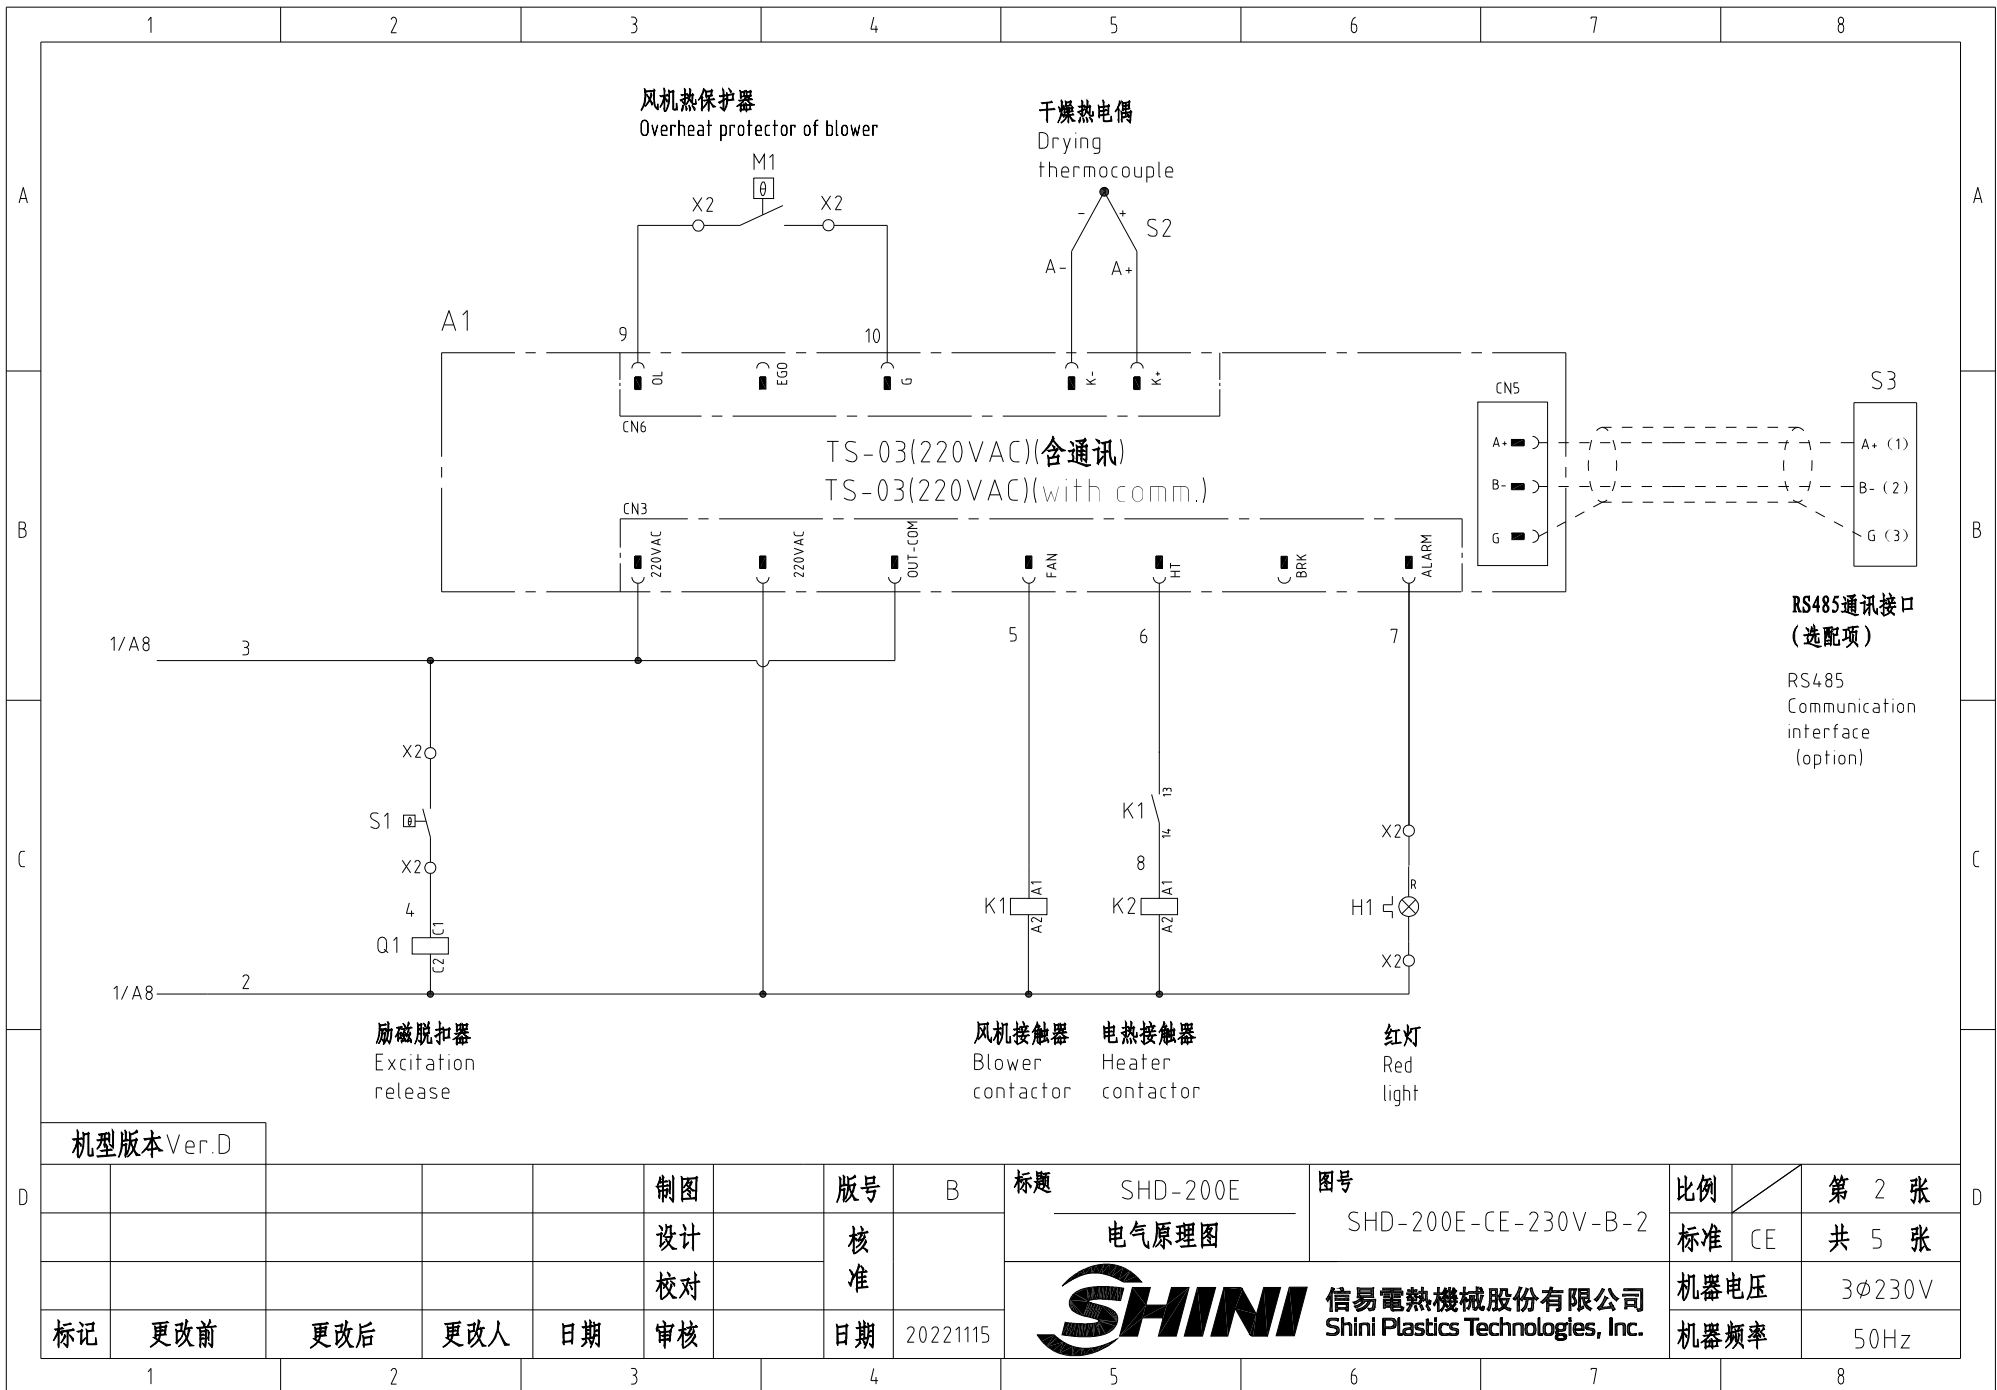 1 2 3 4 5 6 7 8
风机热保护器
Overheat protector of blower
干燥热电偶
Drying
thermocouple
M1
θ
A
A
X2
X2
-
+
S2
A-
A+
A1
9
10
OL
EGO
G
K-
K+
CN6
S3
CN5
A+
B-
G
A+ (1)
B- (2)
G (3)
TS-03(220VAC)(含通讯)
TS-03(220VAC)(with comm.)
CN3
B
B
220VAC
220VAC
OUT-COM
FAN
HT
BRK
ALARM
RS485通讯接口
(选配项)
RS485
Communication
interface
(option)
1/A8
3
5
6
7
X2
S1
θ
X2
4
Q1
C1
C2
K1
13
14
8
K1
A1
A2
K2
A1
A2
X2
R
H1
X2
C
C
1/A8
2
励磁脱扣器
Excitation
release
风机接触器
Blower
contactor
电热接触器
Heater
contactor
红灯
Red
light
机型版本Ver.D
D
D
制图
版号
B
标题
SHD-200E
电气原理图
图号
SHD-200E-CE-230V-B-2
比例
第 2 张
设计
核
准
标准
CE
共 5 张
校对
机器电压
3Ø230V
标记
更改前
更改后
更改人
日期
审核
日期
20221115
SHINI
信易電熱機械股份有限公司
Shini Plastics Technologies, Inc.
机器频率
50Hz
1 2 3 4 5 6 7 8